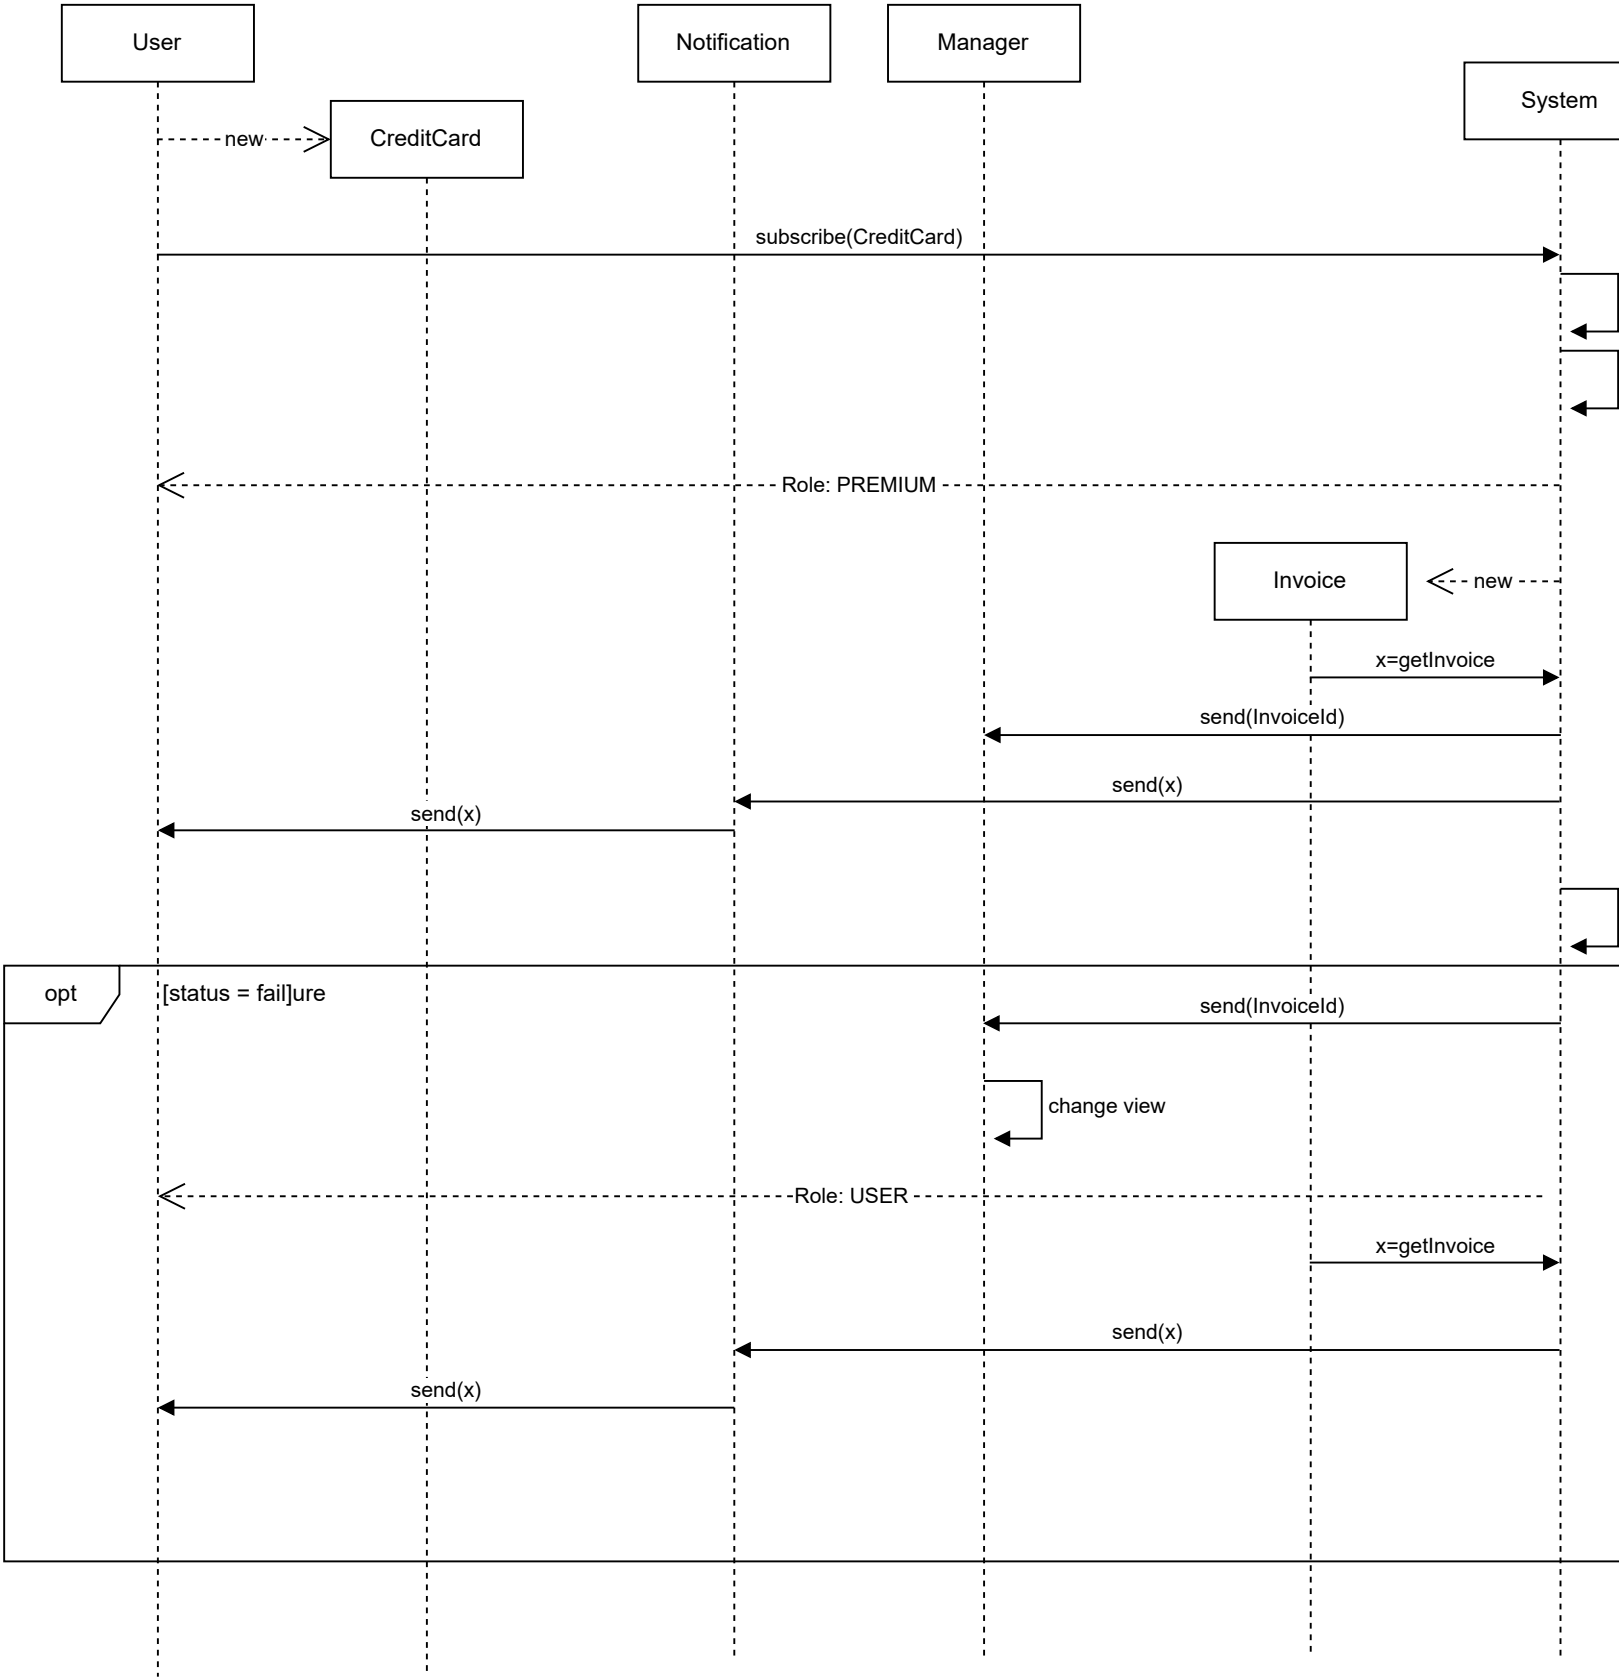 User
Notification
Manager
System
new
CreditCard
subscribe(CreditCard)
Role: PREMIUM
Invoice
new
x=getInvoice
send(InvoiceId)
send(x)
send(x)
opt
[status = fail]ure
send(InvoiceId)
change view
Role: USER
x=getInvoice
send(x)
send(x)